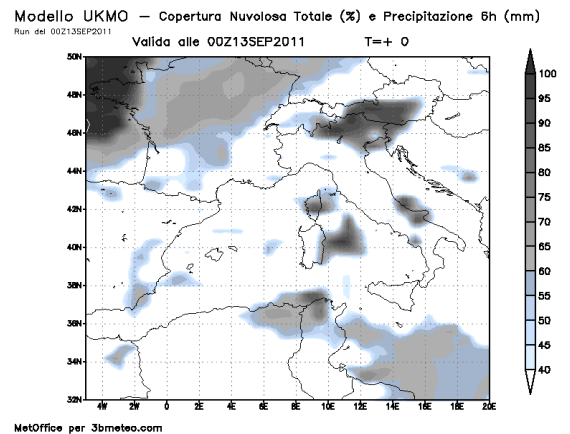 Modello UKMO – Copertura Nuvolosa Totale (%) e Precipitazione 6h (mm)
Run del 00Z13SEP2011
Valida alle 00Z13SEP2011 T=+ 0
50N
48N
46N
44N
42N
40N
38N
36N
34N
32N
4W 2W 0 2E 4E 6E 8E 10E 12E 14E 16E 18E 20E
100
95
90
85
80
75
70
65
60
55
50
45
40
MetOffice per 3bmeteo.com